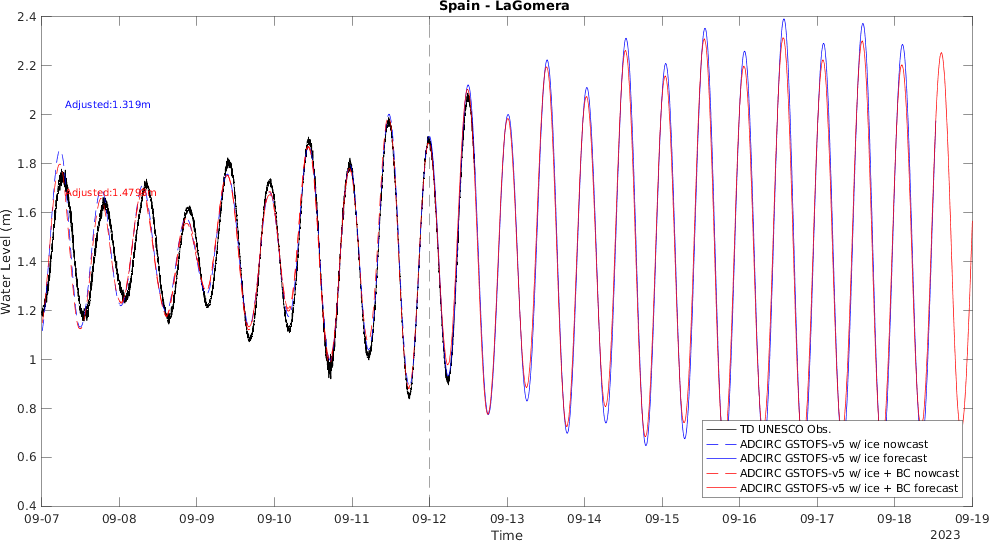 Spain - LaGomera
2.4
2.2
2
1.8
1.6
1.4
1.2
1
0.8
0.6
0.4
Water Level (m)
Adjusted:1.319m
TD UNESCO Obs.
ADCIRC GSTOFS-v5 w/ ice nowcast
ADCIRC GSTOFS-v5 w/ ice forecast
ADCIRC GSTOFS-v5 w/ ice + BC nowcast
ADCIRC GSTOFS-v5 w/ ice + BC forecast
09-07 09-08 09-09 09-10 09-11 09-12 09-13 09-14 09-15 09-16 09-17 09-18 09-19
Time
2023